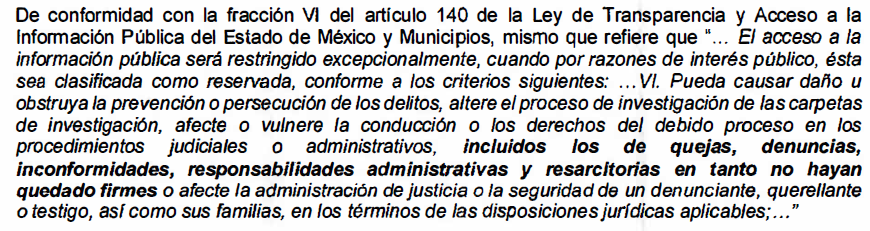 De conformidad con la fracción VI del artículo 140 de la Ley de Transparencia y Acceso a la
Información Pública del Estado de México y Municipios, mismo que refiere que “... El acceso a la
información pública será restringido excepcionalmente, cuando por razones de interés público, ésta
sea clasificada como reservada, conforme a los criterios siguientes: ...VI. Pueda causar daño u
obstruya la prevención o persecución de los delitos, altere el proceso de investigación de las carpetas
de investigación, afecte o vulnere la conducción o los derechos del debido proceso en los
procedimientos judiciales o administrativos, incluidos los de quejas, denuncias,
inconformidades, responsabilidades administrativas y resarcitorias en tanto no hayan
quedado firmes o afecte la administración de justicia o la seguridad de un denunciante, querellante
o testigo, así como sus familias, en los términos de las disposiciones jurídicas aplicables;...”